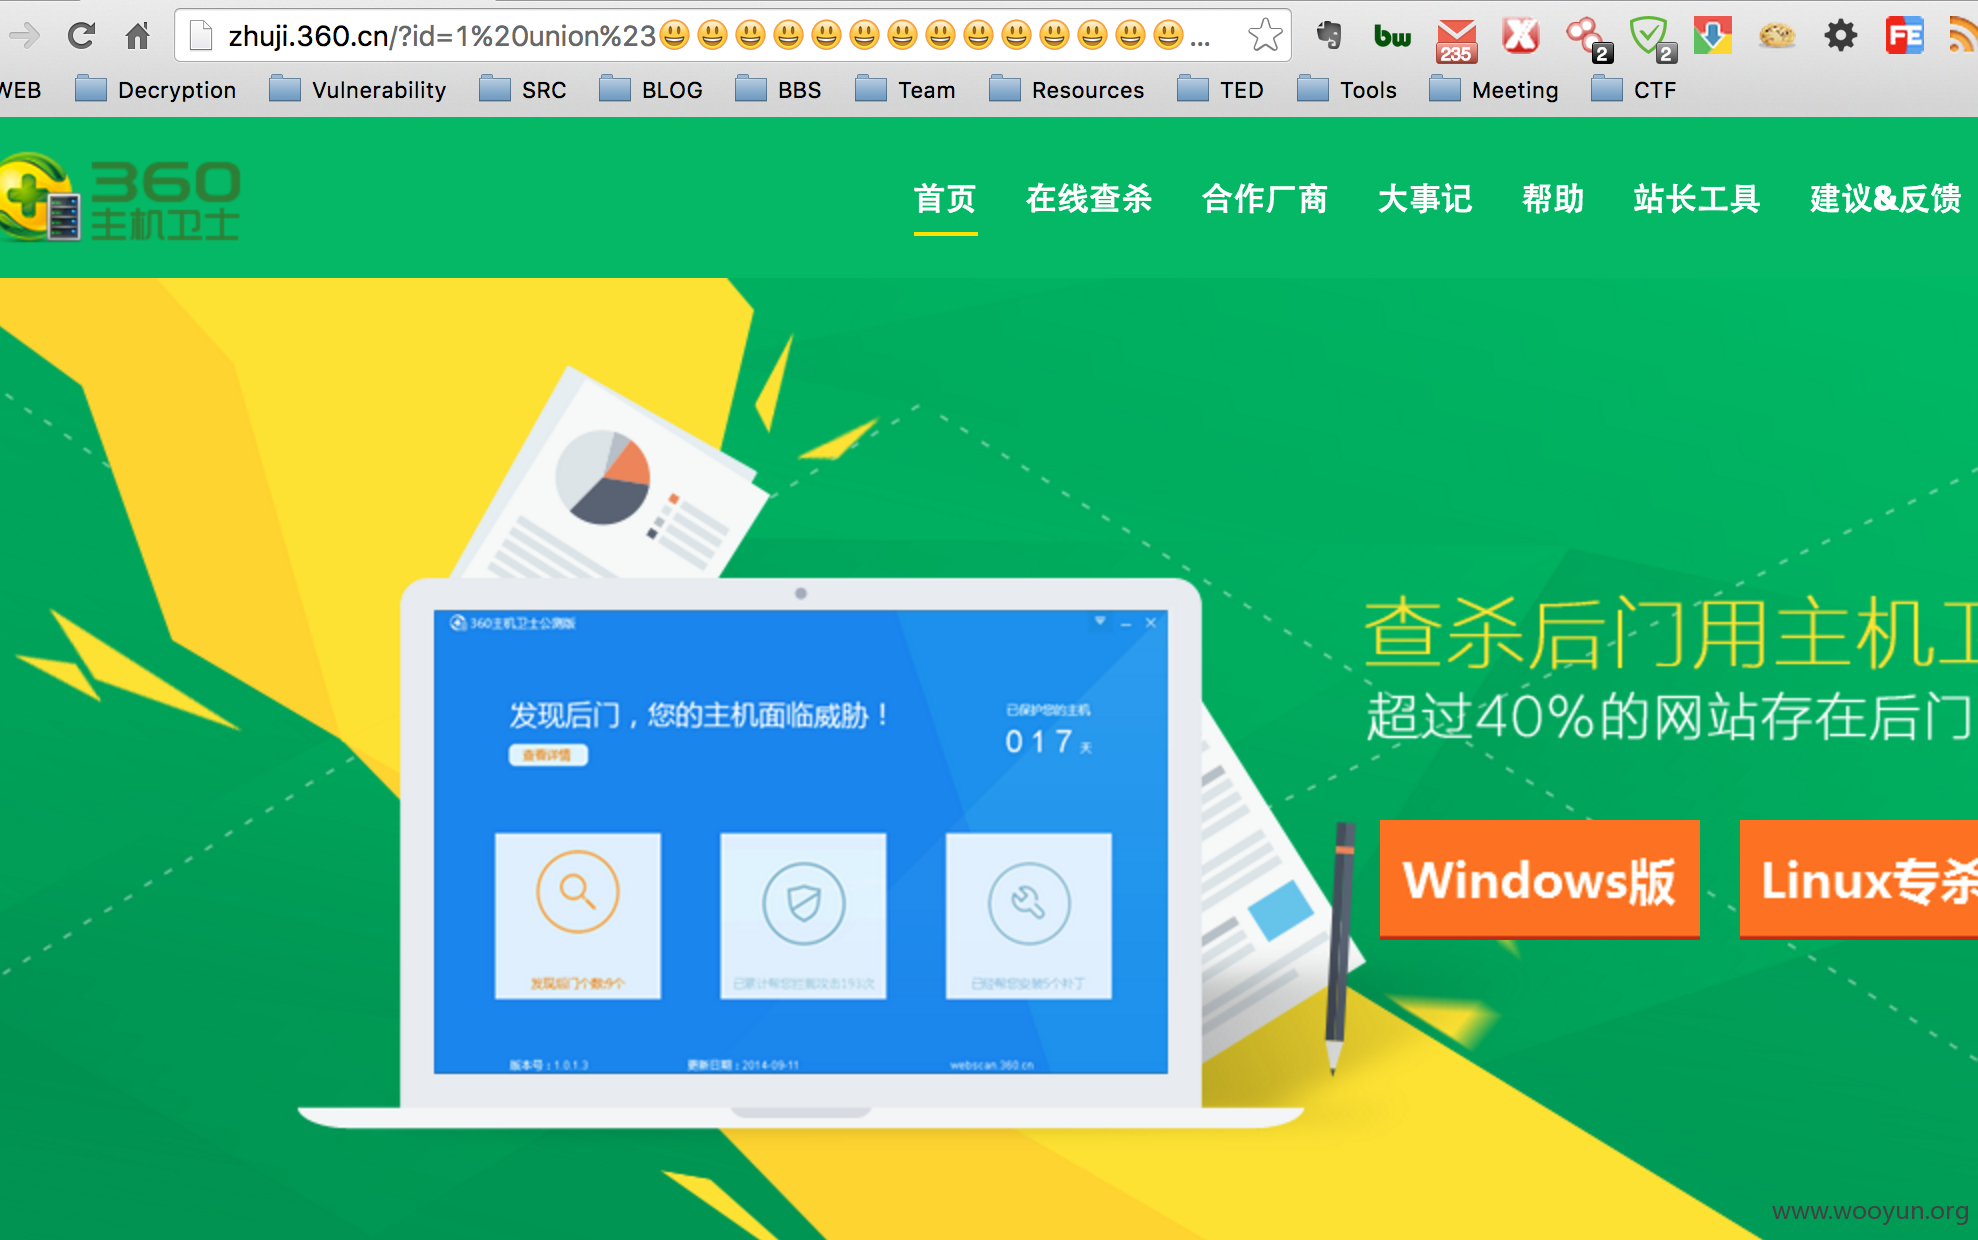 zhuji.360.cn/?id=1%20union%23😃😃😃😃😃😃😃😃😃😃😃😃😃😃...
bw
235
2
2
FE
WEB
Decryption
Vulnerability
SRC
BLOG
BBS
Team
Resources
TED
Tools
Meeting
CTF
360
主机卫士
首页
在线查杀
合作厂商
大事记
帮助
站长工具
建议&反馈
360主机卫士公测版
发现后门，您的主机面临威胁！
查看详情
已保护您的主机
017天
查杀后门用主机卫
超过40%的网站存在后门
Windows版
Linux专杀
发现后门个数:9个
已累计帮您拦截攻击193次
已经帮您安装5个补丁
版本号：1.0.1.3
更新日期：2014-09-11
webscan.360.cn
www.wooyun.org